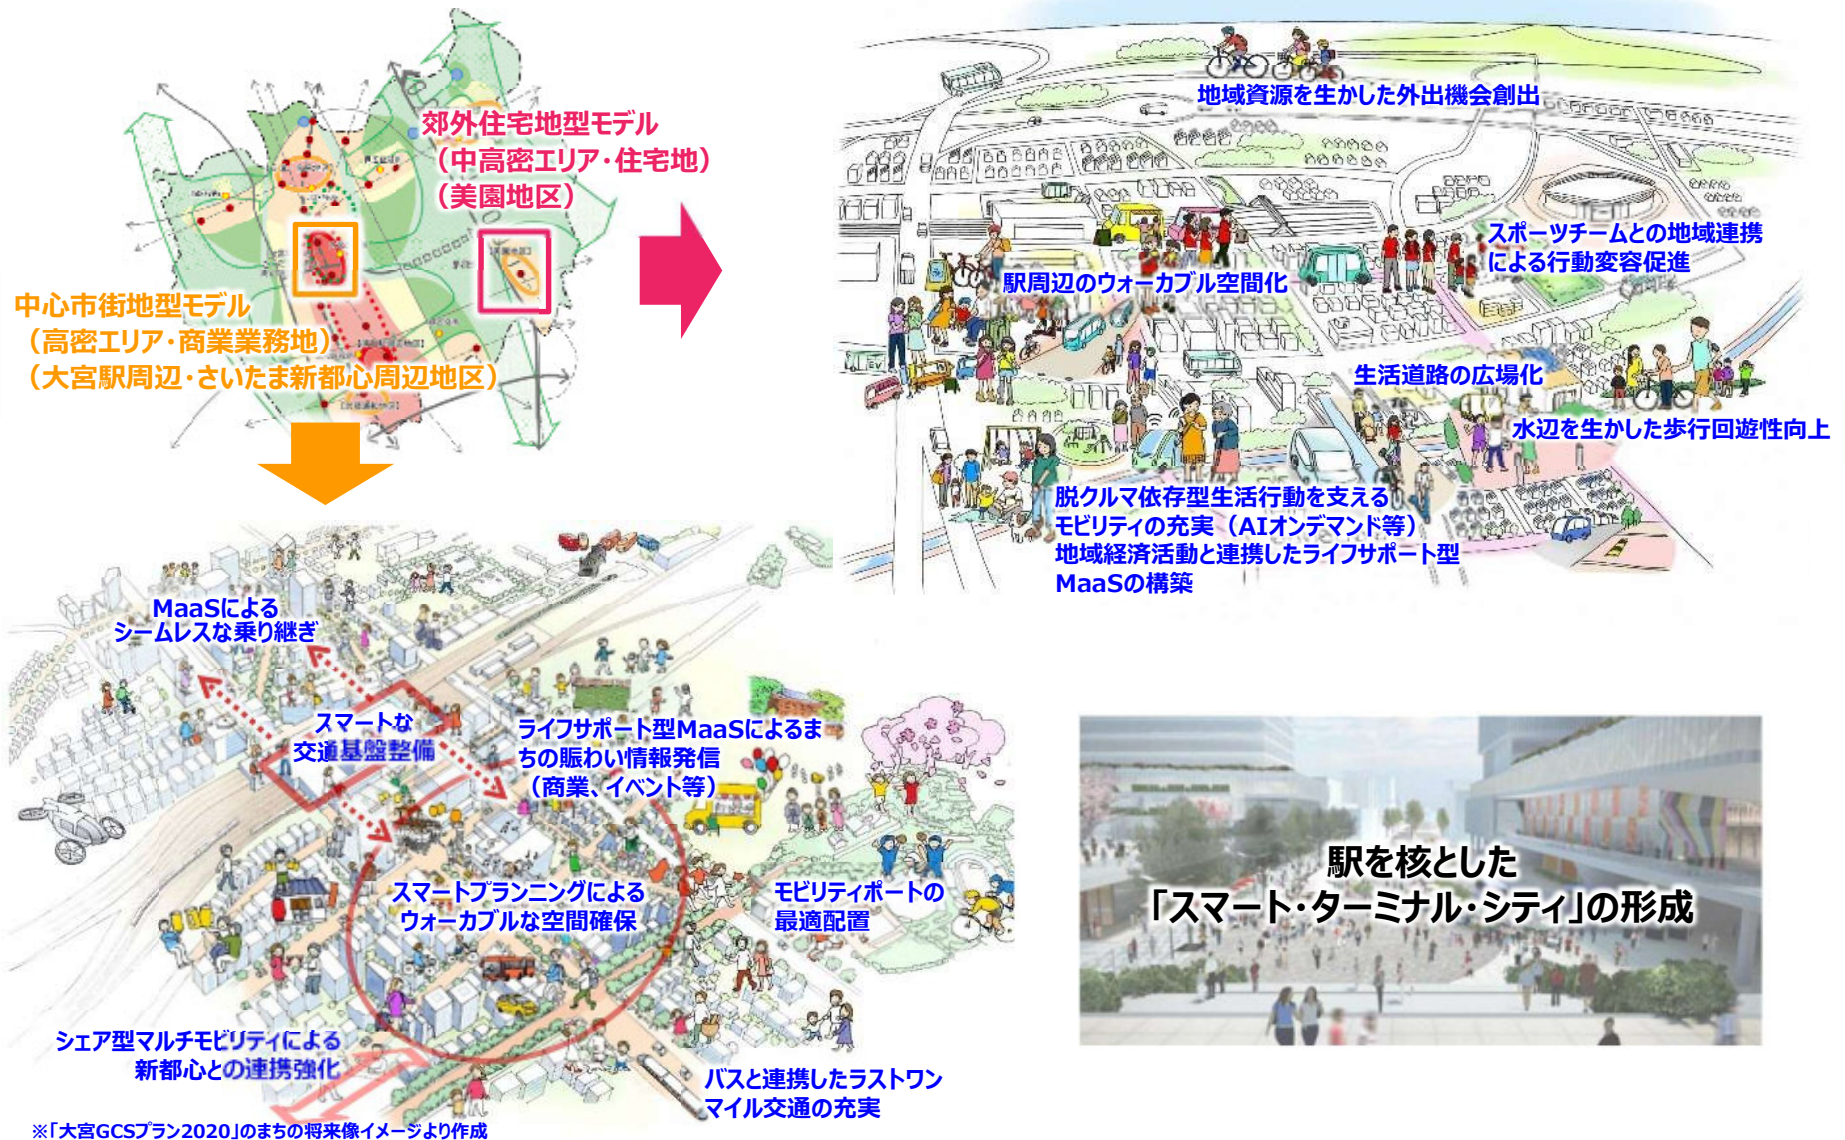 郊外住宅地型モデル
（中高密エリア・住宅地）
（美園地区）
中心市街地型モデル
（高密エリア・商業業務地）
（大宮駅周辺・さいたま新都心周辺地区）
地域資源を生かした外出機会創出
スポーツチームとの地域連携
による行動変容促進
駅周辺のウォーカブル空間化
生活道路の広場化
水辺を生かした歩行回遊性向上
脱クルマ依存型生活行動を支える
モビリティの充実（AIオンデマンド等）
地域経済活動と連携したライフサポート型
MaaSの構築
MaaSによる
シームレスな乗り継ぎ
スマートな
交通基盤整備
ライフサポート型MaaSによるま
ちの賑わい情報発信
（商業、イベント等）
スマートプランニングによる
ウォーカブルな空間確保
モビリティポートの
最適配置
シェア型マルチモビリティによる
新都心との連携強化
バスと連携したラストワン
マイル交通の充実
駅を核とした
「スマート・ターミナル・シティ」の形成
※「大宮GCSプラン2020」のまちの将来像イメージより作成